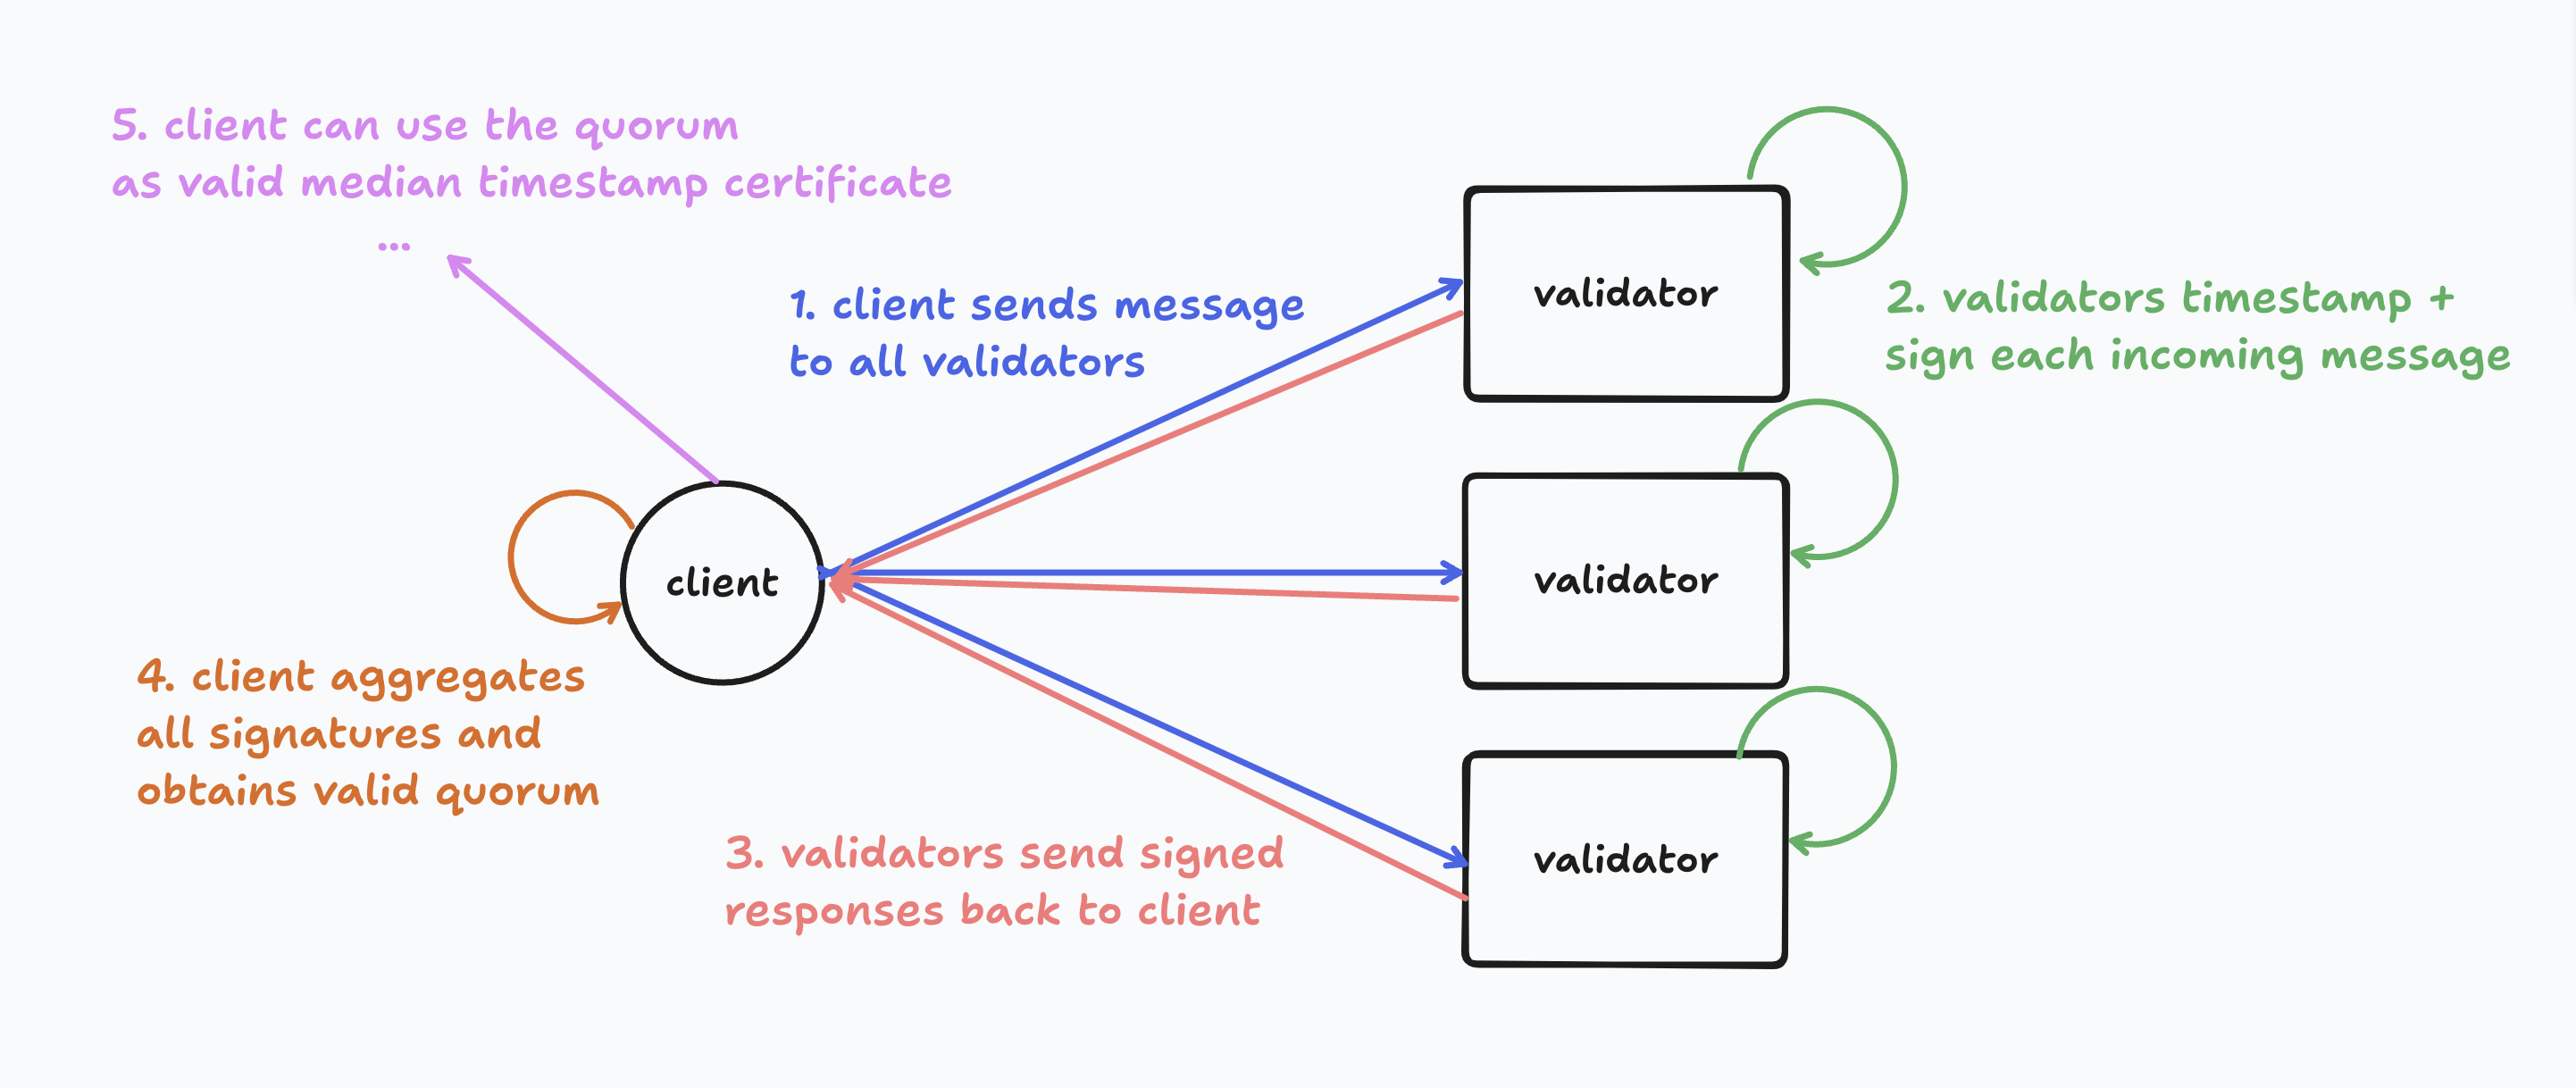 5. client can use the quorum
as valid median timestamp certificate
...
1. client sends message
to all validators
validator
2. validators timestamp +
sign each incoming message
client
validator
4. client aggregates
all signatures and
obtains valid quorum
3. validators send signed
responses back to client
validator